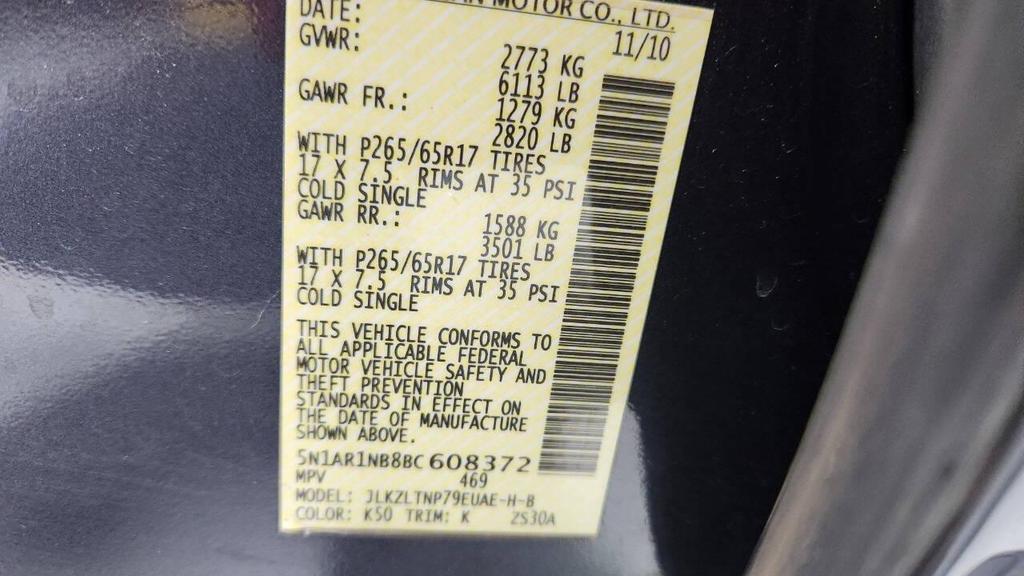 MOTOR CO., LTD.
DATE: 11/10
GVWR: 2773 KG
6113 LB
GAWR FR.: 1279 KG
2820 LB
WITH P265/65R17 TIRES
17 X 7.5 RIMS AT 35 PSI
COLD SINGLE
GAWR RR.: 1588 KG
3501 LB
WITH P265/65R17 TIRES
17 X 7.5 RIMS AT 35 PSI
COLD SINGLE
THIS VEHICLE CONFORMS TO
ALL APPLICABLE FEDERAL
MOTOR VEHICLE SAFETY AND
THEFT PREVENTION
STANDARDS IN EFFECT ON
THE DATE OF MANUFACTURE
SHOWN ABOVE.
5N1AR1NB8BC608372
MPV 469
MODEL: JLKZLTNP79EUAE-H-B
COLOR: K50 TRIM: K 2S30A